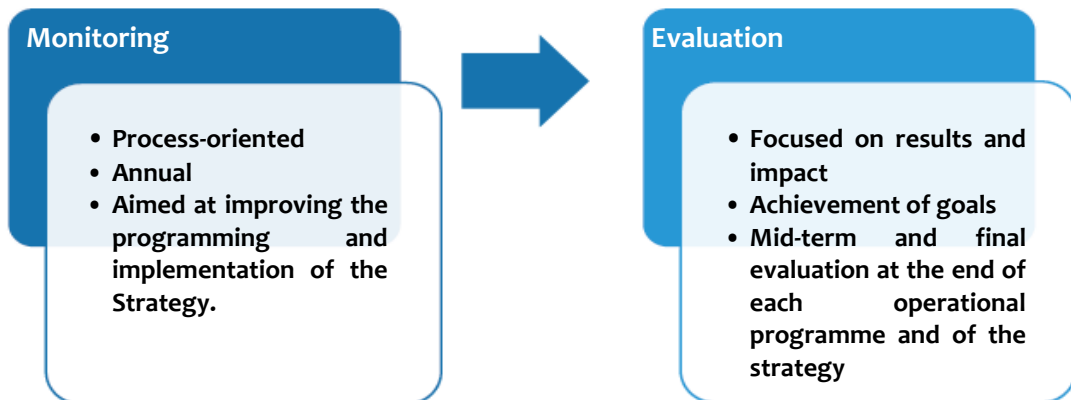 Monitoring
• Process-oriented
• Annual
• Aimed at improving the
programming and
implementation of the
Strategy.
Evaluation
• Focused on results and
impact
• Achievement of goals
• Mid-term and final
evaluation at the end of
each operational
programme and of the
strategy